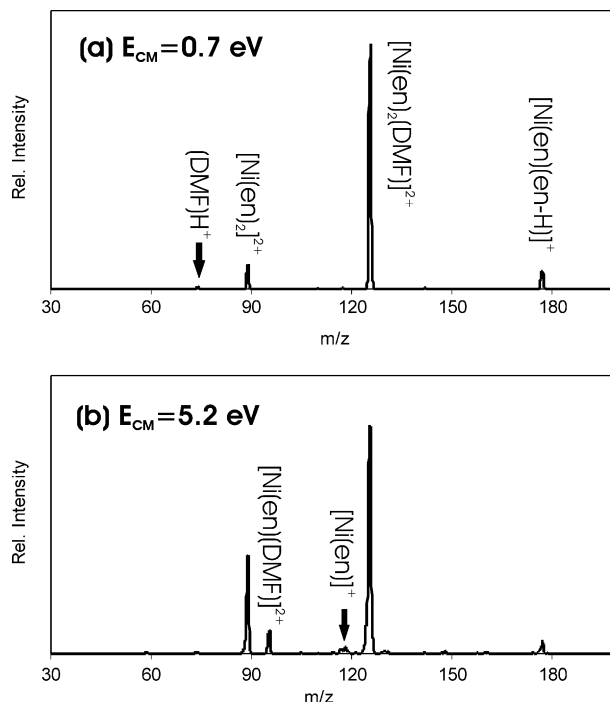 (a) E_CM=0.7 eV
Rel. Intensity
(DMF)H⁺
[Ni(en)₂]²⁺
[Ni(en)₂(DMF)]²⁺
[Ni(en)(en-H)]⁺
30 60 90 120 150 180
m/z
(b) E_CM=5.2 eV
Rel. Intensity
[Ni(en)(DMF)]²⁺
[Ni(en)]⁺
30 60 90 120 150 180
m/z